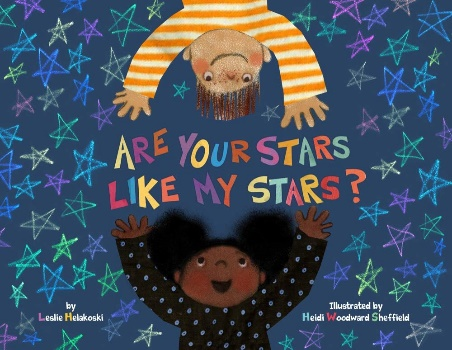 ARE YOUR STARS
LIKE MY STARS?
by
Leslie Helakoski
Illustrated by
Heidi Woodward Sheffield